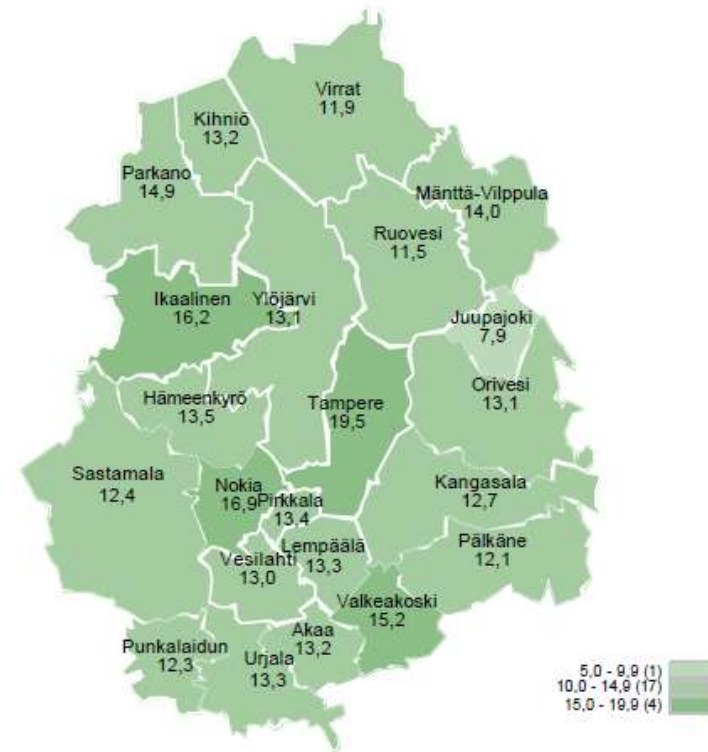 Virrat
11,9
Kihniö
13,2
Parkano
14,9
Mänttä-Vilppula
14,0
Ruovesi
11,5
Ikaalinen
16,2
Ylöjärvi
13,1
Juupajoki
7,9
Orivesi
13,1
Hämeenkyrö
13,5
Tampere
19,5
Sastamala
12,4
Nokia
16,9
Pirkkala
13,4
Kangasala
12,7
Lempäälä
13,3
Vesilahti
13,0
Pälkäne
12,1
Valkeakoski
15,2
Akaa
13,2
Punkalaidun
12,3
Urjala
13,3
5,0 - 9,9 (1)
10,0 - 14,9 (17)
15,0 - 19,9 (4)